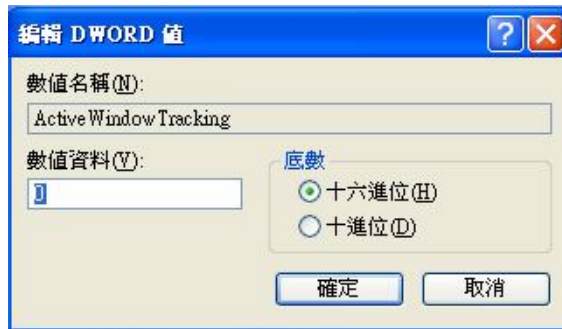 編輯 DWORD 值
數值名稱(N):
ActiveWindowTracking
數值資料(V):
0
底數
十六進位(H)
十進位(D)
確定
取消